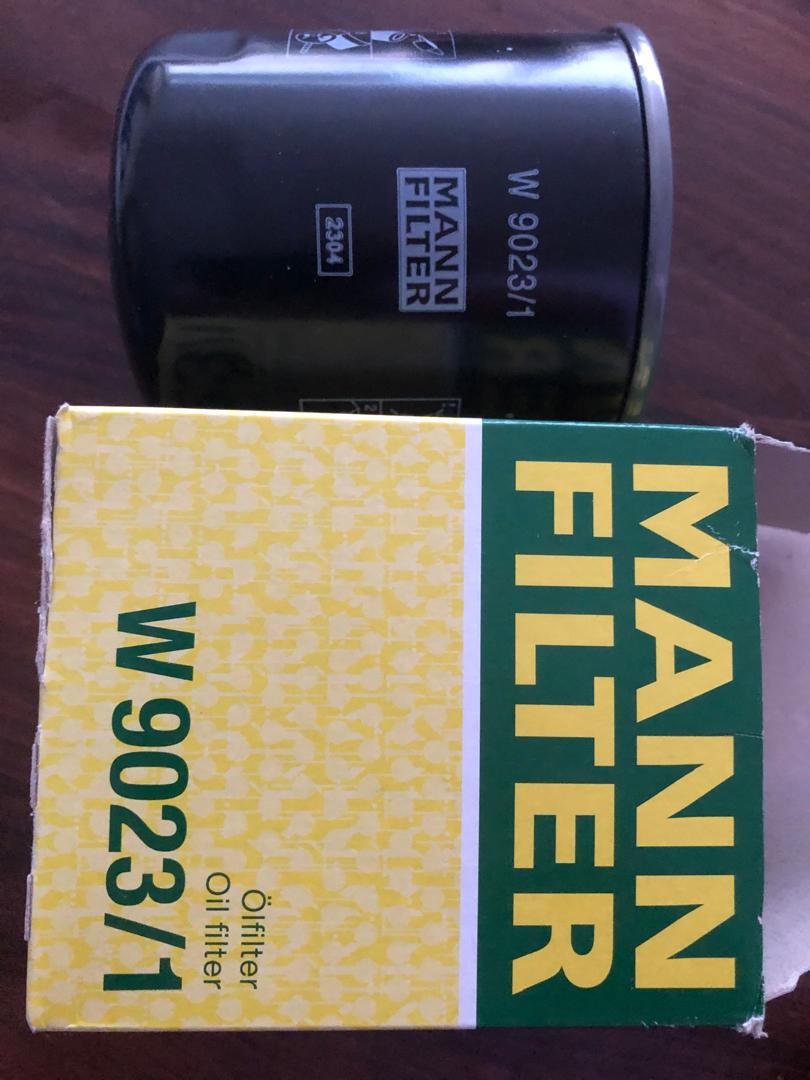 W 9023/1
MANN
FILTER
2304
MANN
FILTER
Ölfilter
Oil filter
W 9023/1